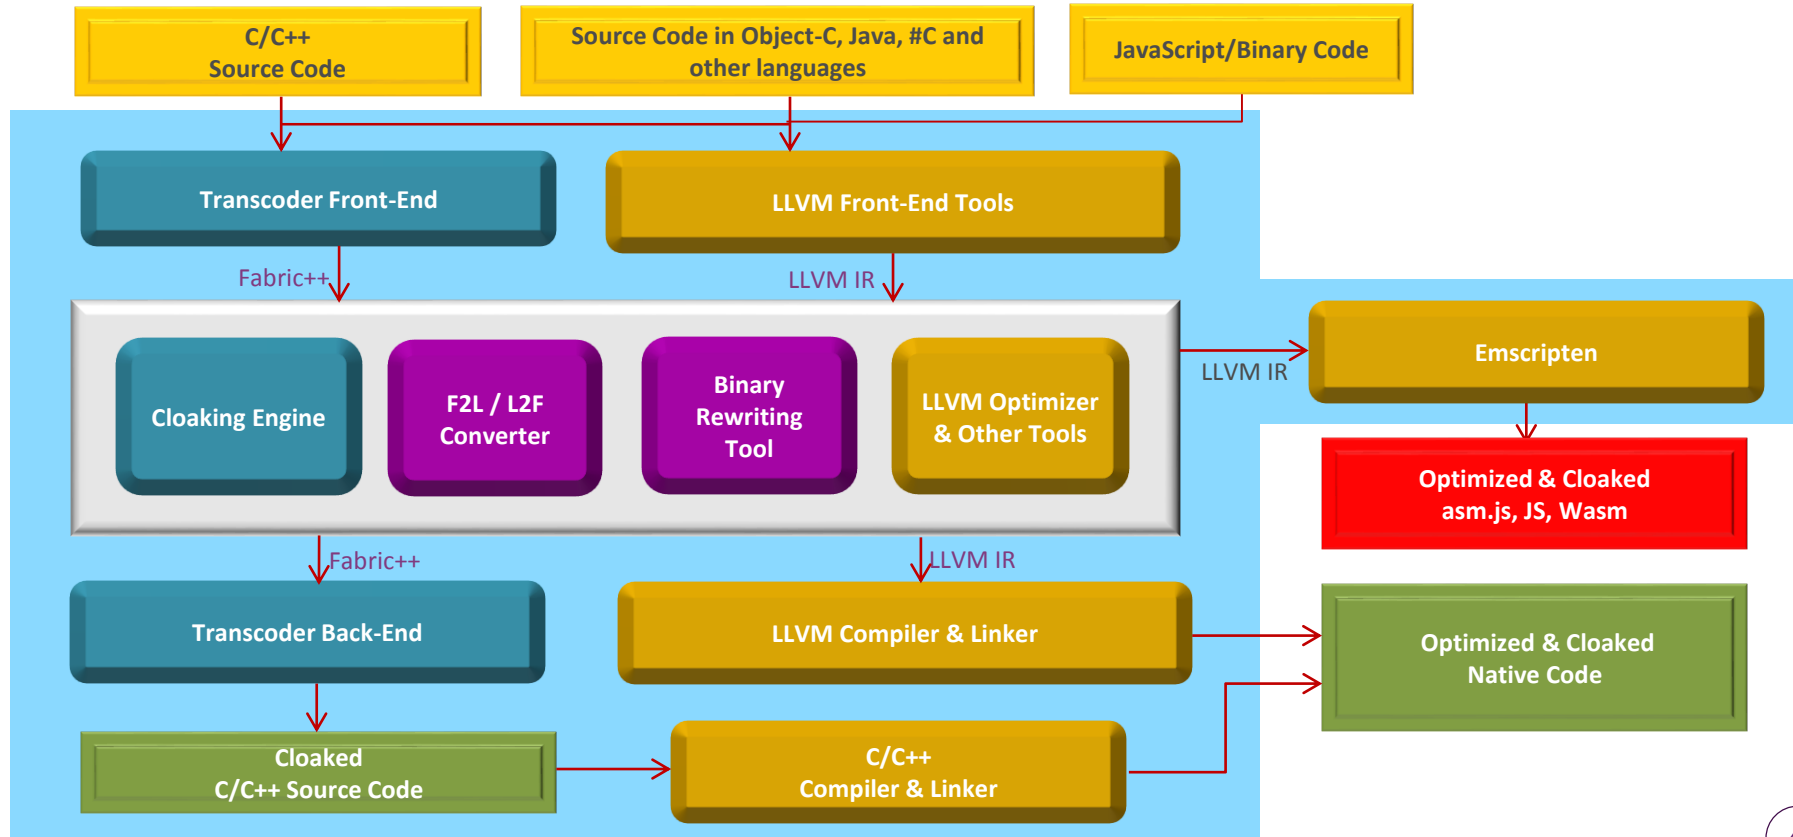 C/C++
Source Code
Source Code in Object-C, Java, #C and
other languages
JavaScript/Binary Code
Transcoder Front-End
LLVM Front-End Tools
Fabric++
LLVM IR
Cloaking Engine
F2L / L2F
Converter
Binary
Rewriting
Tool
LLVM Optimizer
& Other Tools
LLVM IR
Emscripten
Optimized & Cloaked
asm.js, JS, Wasm
Fabric++
LLVM IR
Transcoder Back-End
LLVM Compiler & Linker
Optimized & Cloaked
Native Code
Cloaked
C/C++ Source Code
C/C++
Compiler & Linker